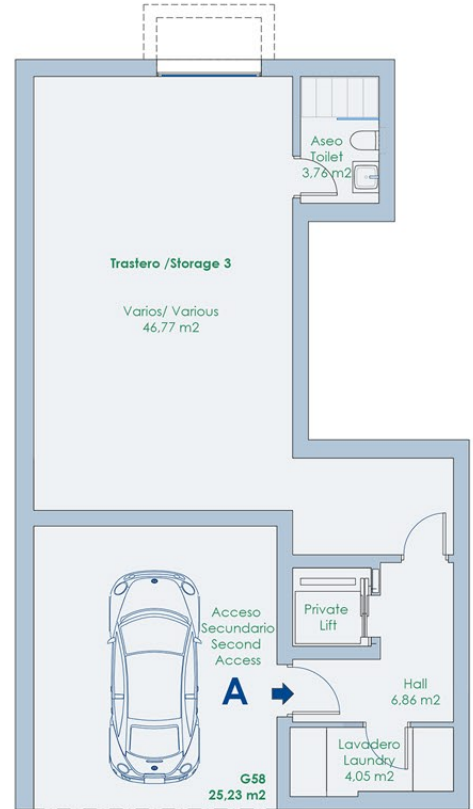 Aseo
Toilet
3,76 m2
Trastero /Storage 3
Varios/ Various
46,77 m2
Acceso
Secundario
Second
Access
A
Private
Lift
Hall
6,86 m2
Lavadero
Laundry
4,05 m2
G58
25,23 m2